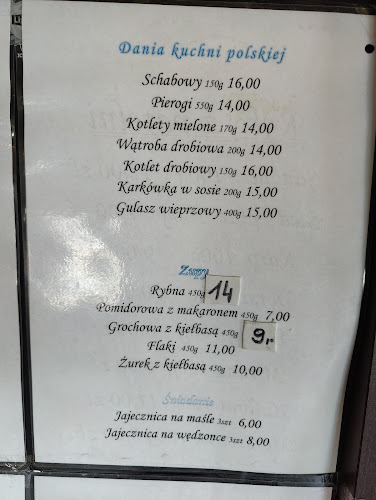 Dania kuchni polskiej
Schabowy 150g 16,00
Pierogi 550g 14,00
Kotlety mielone 170g 14,00
Wątroba drobiowa 200g 14,00
Kotlet drobiowy 150g 16,00
Karkówka w sosie 200g 15,00
Gulasz wieprzowy 400g 15,00
Zupy
Rybna 450g 14
Pomidorowa z makaronem 450g 7,00
Grochowa z kiełbasą 450g 9,-
Flaki 450g 11,00
Żurek z kiełbasą 450g 10,00
Śniadanie
Jajecznica na maśle 3szt 6,00
Jajecznica na wędzonce 3szt 8,00